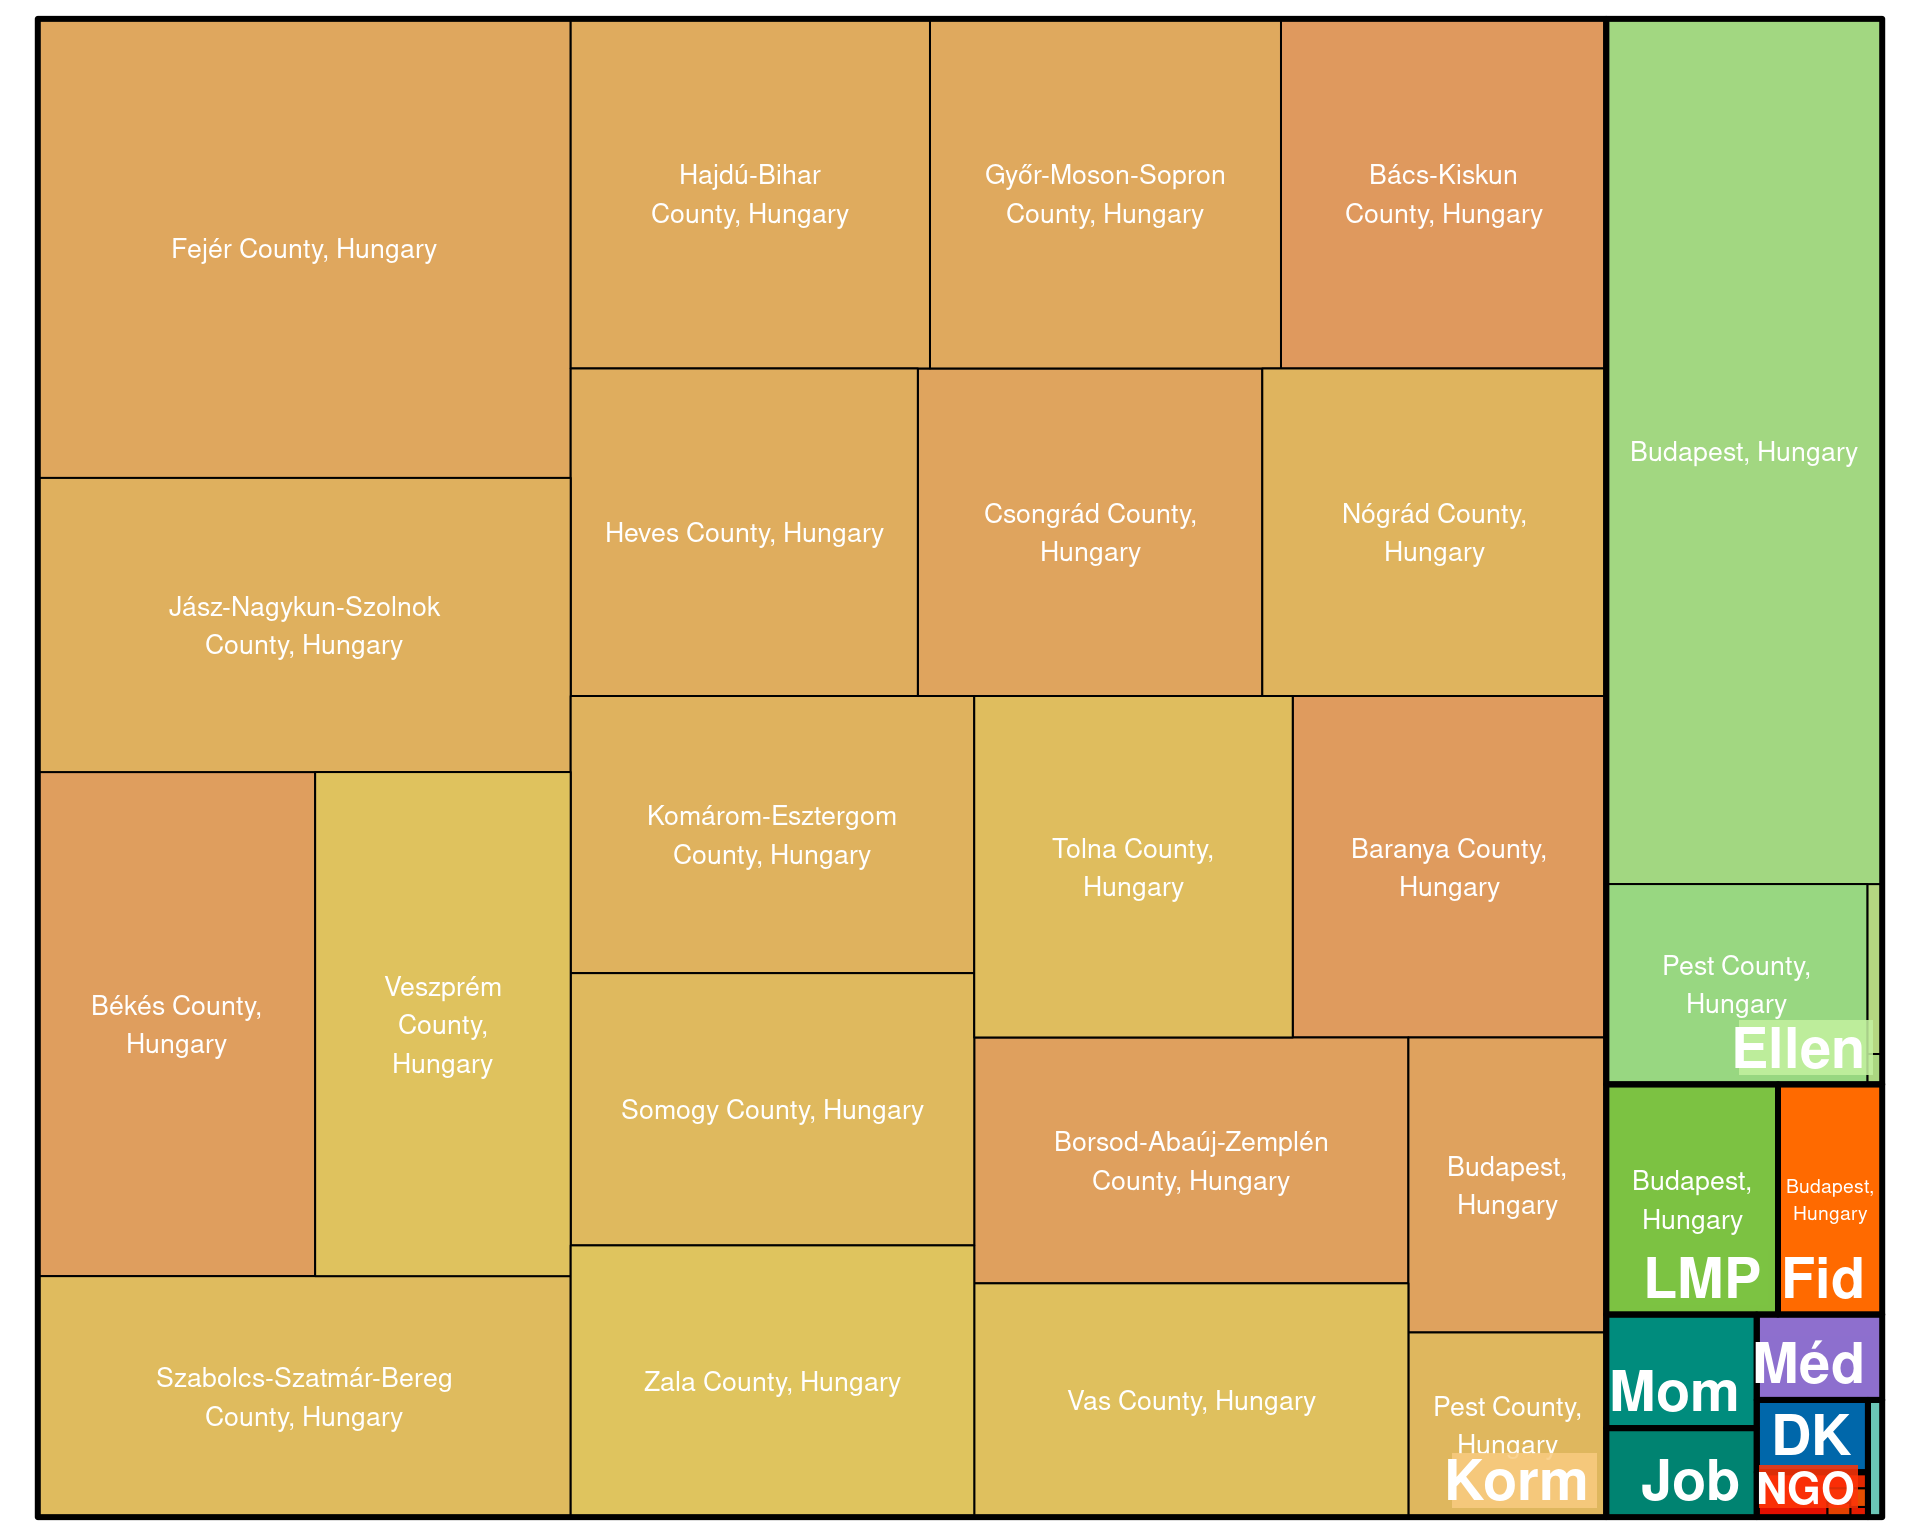 Fejér County, Hungary
Hajdú-Bihar
County, Hungary
Győr-Moson-Sopron
County, Hungary
Bács-Kiskun
County, Hungary
Budapest, Hungary
Jász-Nagykun-Szolnok
County, Hungary
Heves County, Hungary
Csongrád County,
Hungary
Nógrád County,
Hungary
Békés County,
Hungary
Veszprém
County,
Hungary
Komárom-Esztergom
County, Hungary
Tolna County,
Hungary
Baranya County,
Hungary
Pest County,
Hungary
Ellen
Somogy County, Hungary
Borsod-Abaúj-Zemplén
County, Hungary
Budapest,
Hungary
Budapest,
Hungary
LMP
Budapest,
Hungary
Fid
Szabolcs-Szatmár-Bereg
County, Hungary
Zala County, Hungary
Vas County, Hungary
Pest County,
Hungary
Korm
Mom
Méd
Job
DK
NGO